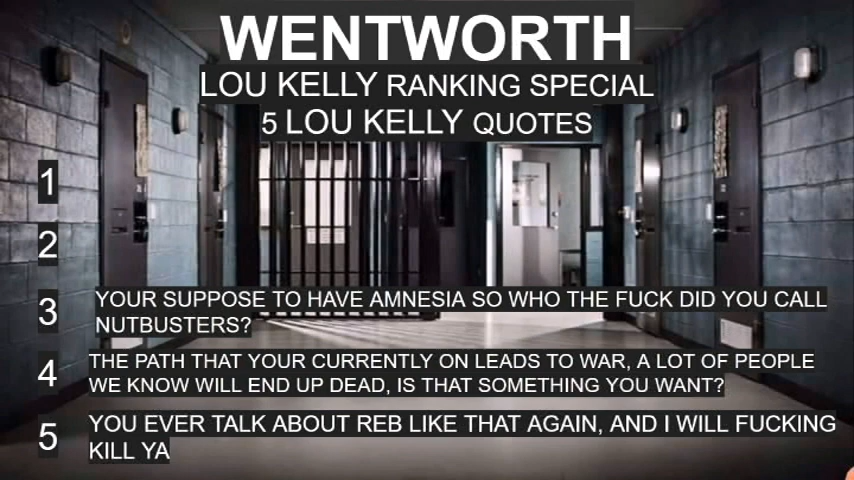 WENTWORTH
LOU KELLY RANKING SPECIAL
5 LOU KELLY QUOTES
1
2
3 YOUR SUPPOSE TO HAVE AMNESIA SO WHO THE FUCK DID YOU CALL
NUTBUSTERS?
4 THE PATH THAT YOUR CURRENTLY ON LEADS TO WAR, A LOT OF PEOPLE
WE KNOW WILL END UP DEAD, IS THAT SOMETHING YOU WANT?
5 YOU EVER TALK ABOUT REB LIKE THAT AGAIN, AND I WILL FUCKING
KILL YA